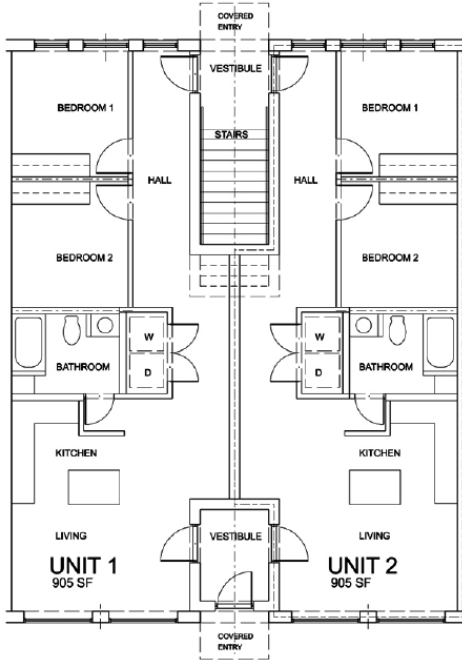 COVERED
ENTRY
VESTIBULE
BEDROOM 1
BEDROOM 1
STAIRS
HALL
HALL
BEDROOM 2
BEDROOM 2
W
W
BATHROOM
D
D
BATHROOM
KITCHEN
KITCHEN
LIVING
VESTIBULE
LIVING
UNIT 1
UNIT 2
905 SF
905 SF
COVERED
ENTRY